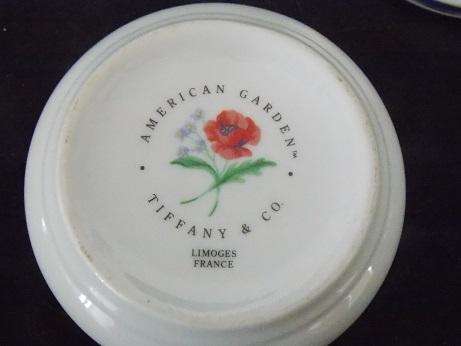 AMERICAN GARDEN™
TIFFANY & CO.
LIMOGES
FRANCE